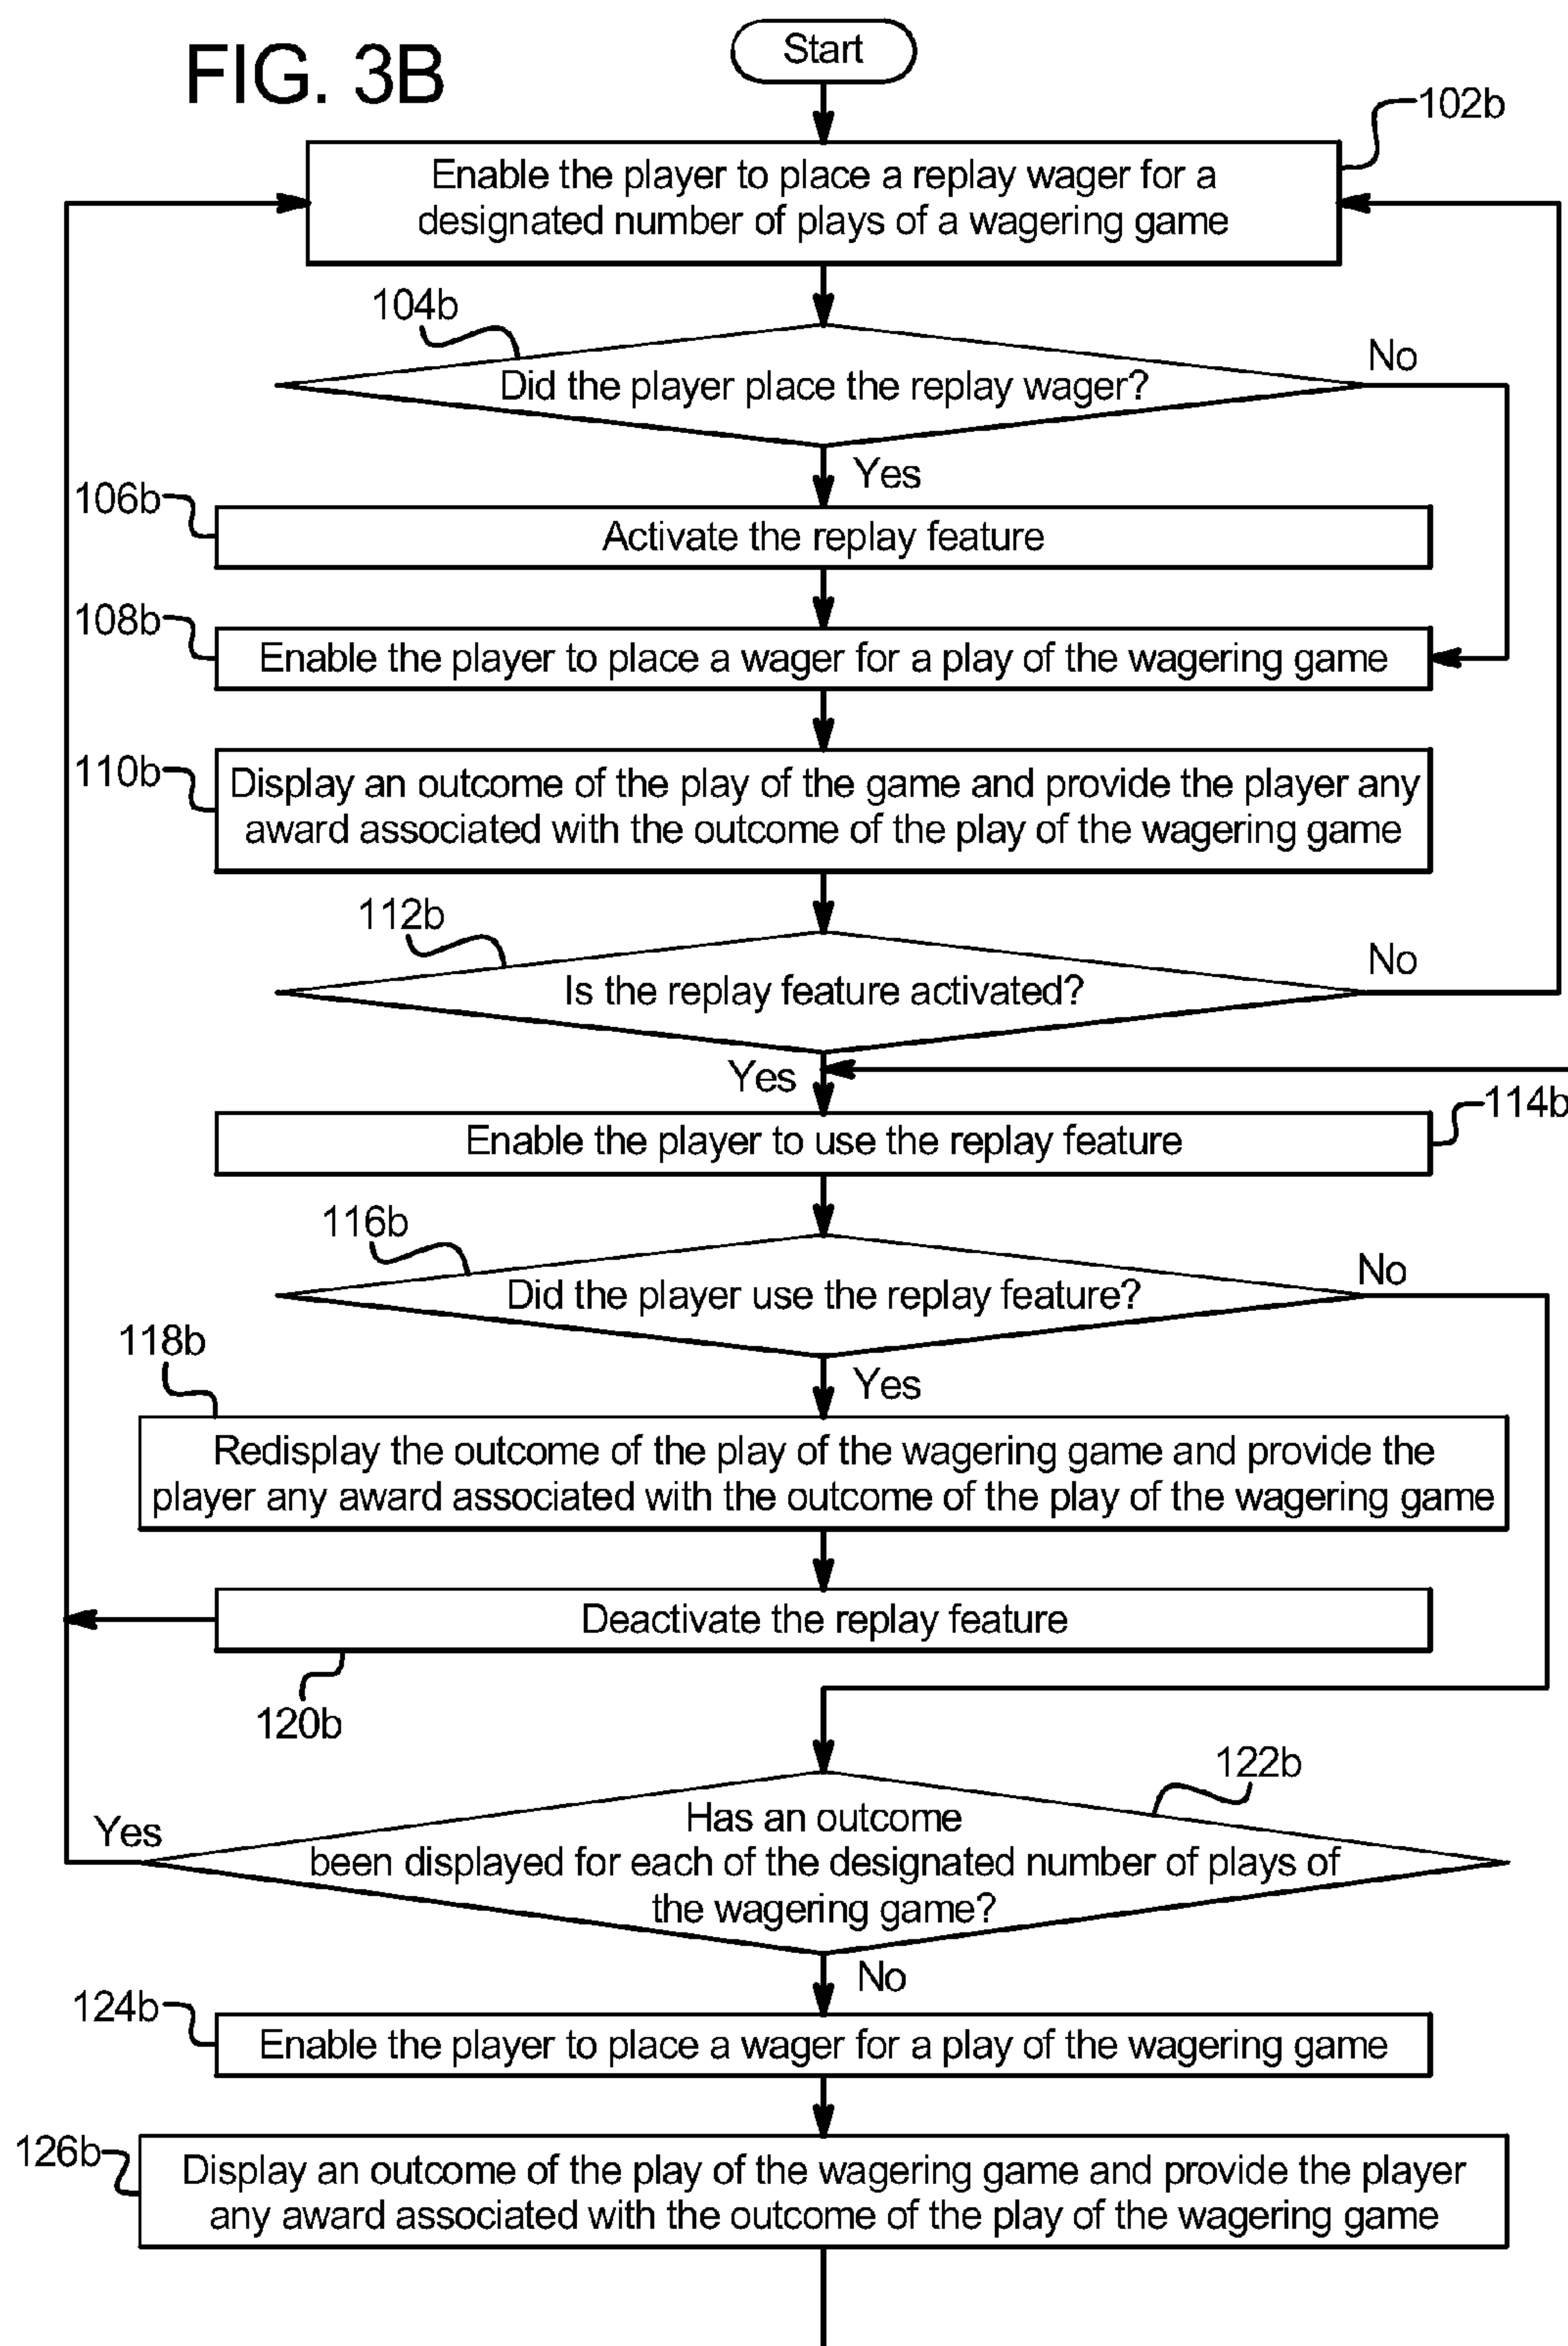 FIG. 3B
Start
102b
Enable the player to place a replay wager for a
designated number of plays of a wagering game
104b
No
Did the player place the replay wager?
Yes
106b
Activate the replay feature
108b
Enable the player to place a wager for a play of the wagering game
110b
Display an outcome of the play of the game and provide the player any
award associated with the outcome of the play of the wagering game
112b
No
Is the replay feature activated?
Yes
114b
Enable the player to use the replay feature
116b
No
Did the player use the replay feature?
118b
Yes
Redisplay the outcome of the play of the wagering game and provide the
player any award associated with the outcome of the play of the wagering game
Deactivate the replay feature
120b
122b
Has an outcome
Yes
been displayed for each of the designated number of plays of
the wagering game?
No
124b
Enable the player to place a wager for a play of the wagering game
126b
Display an outcome of the play of the wagering game and provide the player
any award associated with the outcome of the play of the wagering game